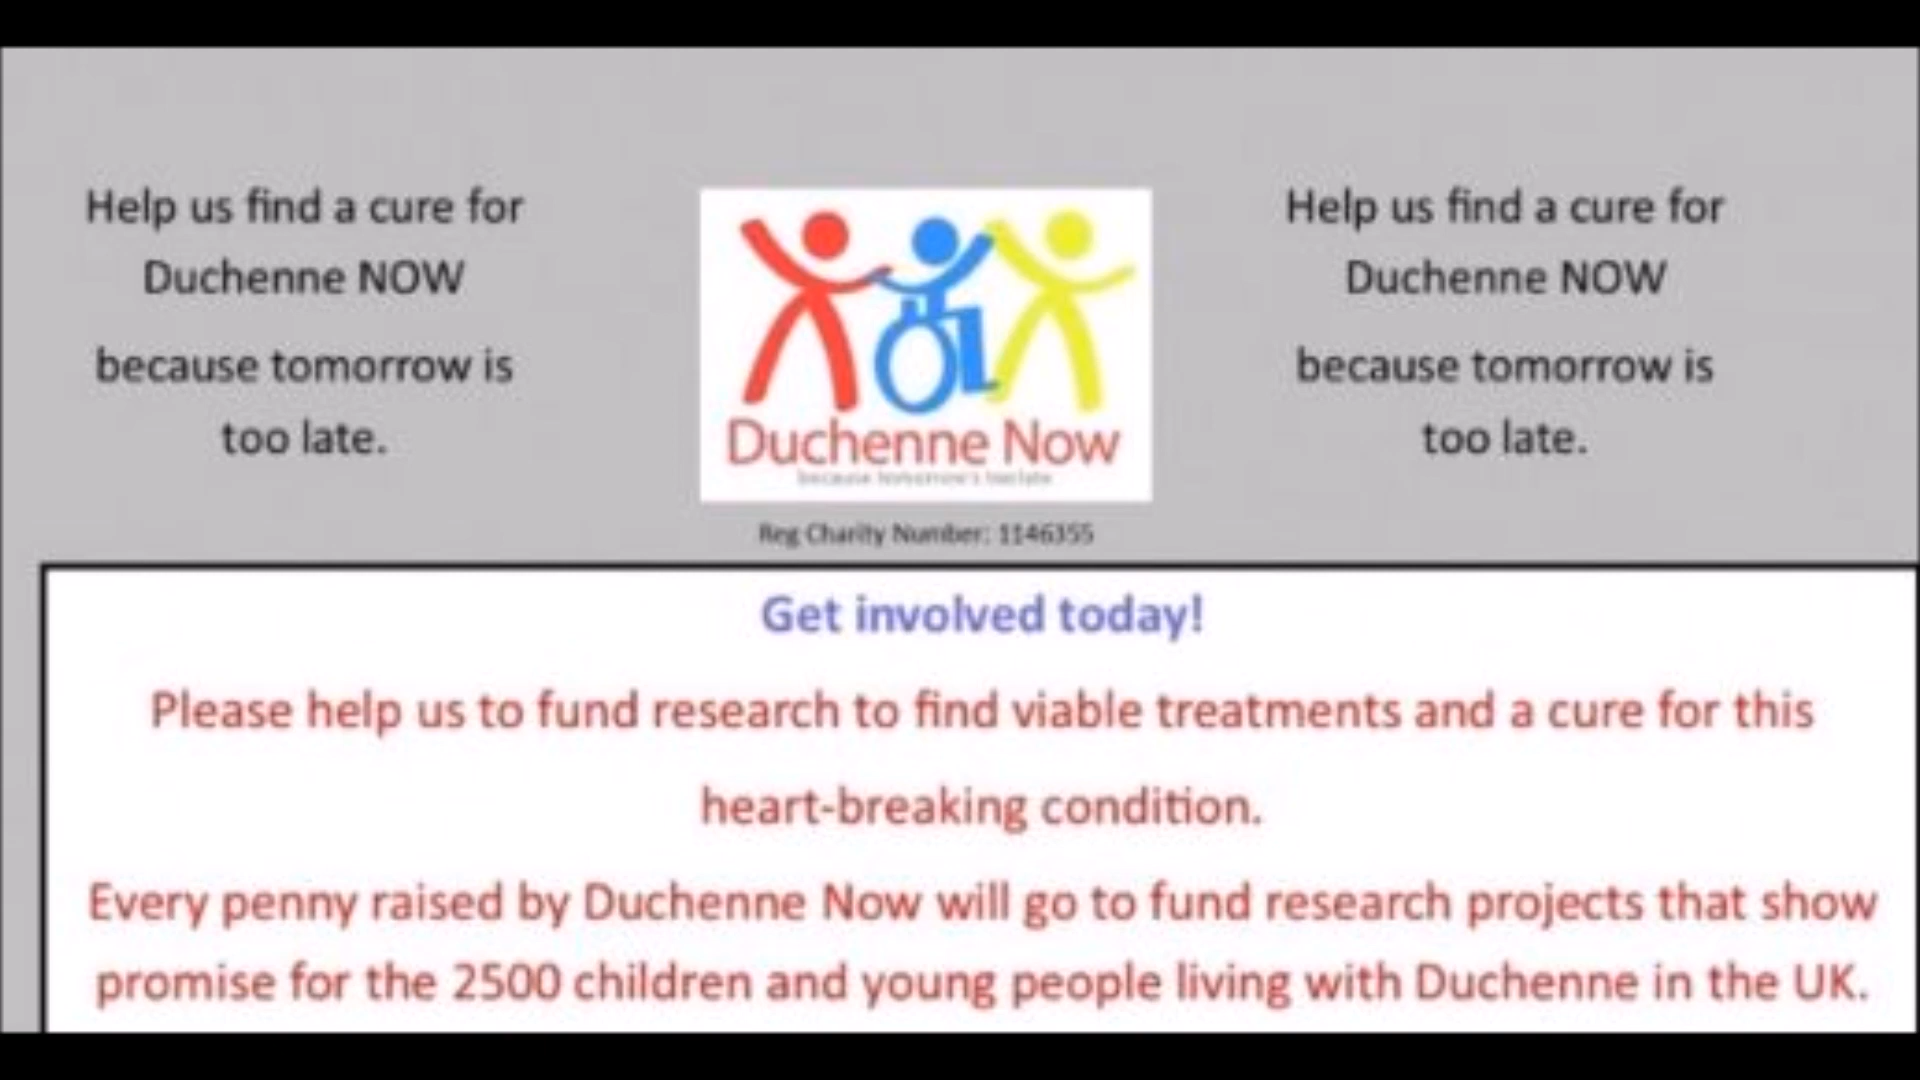 Help us find a cure for
Duchenne NOW
because tomorrow is
too late.
Duchenne Now
because tomorrow's too late
Reg Charity Number: 1146355
Help us find a cure for
Duchenne NOW
because tomorrow is
too late.
Get involved today!
Please help us to fund research to find viable treatments and a cure for this
heart-breaking condition.
Every penny raised by Duchenne Now will go to fund research projects that show
promise for the 2500 children and young people living with Duchenne in the UK.